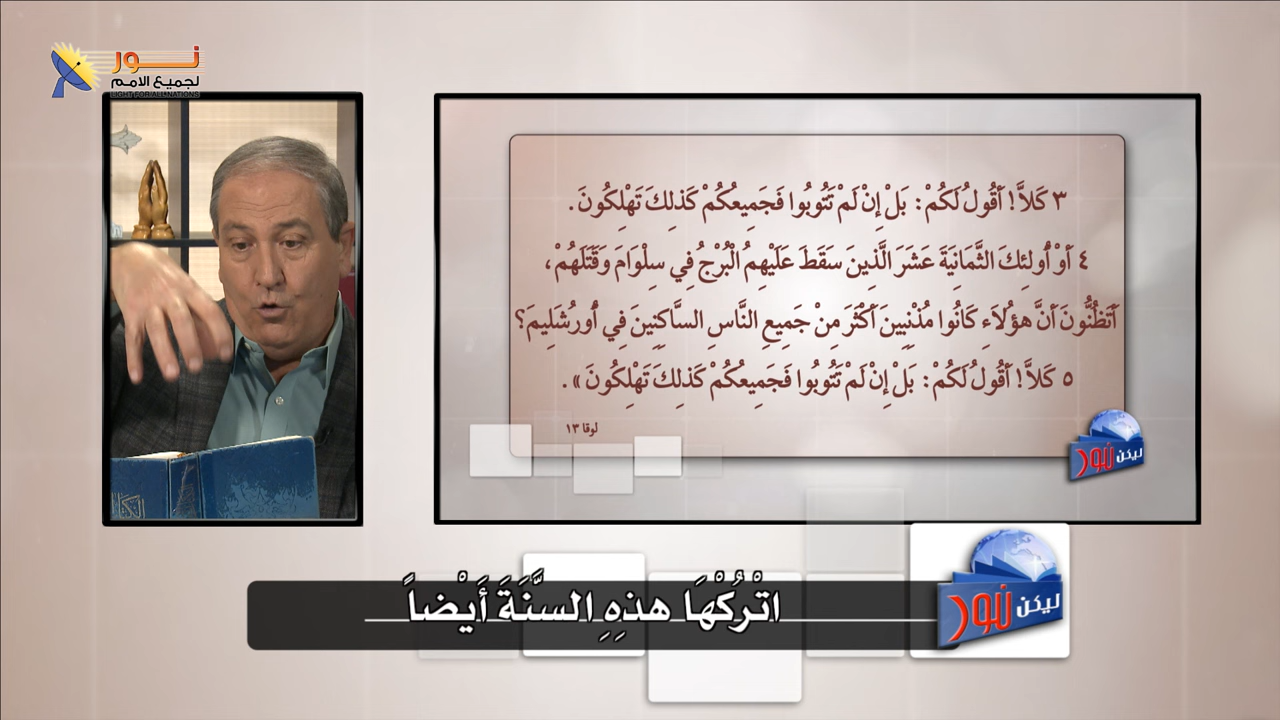 نور
لجميع الامم
LIGHT FOR ALL NATIONS
٣ كَلاَّ! أَقُولُ لَكُمْ: بَلْ إِنْ لَمْ تَتُوبُوا فَجَمِيعُكُمْ كَذلِكَ تَهْلِكُونَ.
٤ أَوْ أُولئِكَ الثَّمَانِيَةَ عَشَرَ الَّذِينَ سَقَطَ عَلَيْهِمُ الْبُرْجُ فِي سِلْوَامَ وَقَتَلَهُمْ،
أَتَظُنُّونَ أَنَّ هؤُلاَءِ كَانُوا مُذْنِبِينَ أَكْثَرَ مِنْ جَمِيعِ النَّاسِ السَّاكِنِينَ فِي أُورُشَلِيمَ؟
٥ كَلاَّ! أَقُولُ لَكُمْ: بَلْ إِنْ لَمْ تَتُوبُوا فَجَمِيعُكُمْ كَذلِكَ تَهْلِكُونَ».
لوقا ١٣
ليكن نور
اتْرُكْهَا هذِهِ السَّنَةَ أَيْضاً
ليكن نور